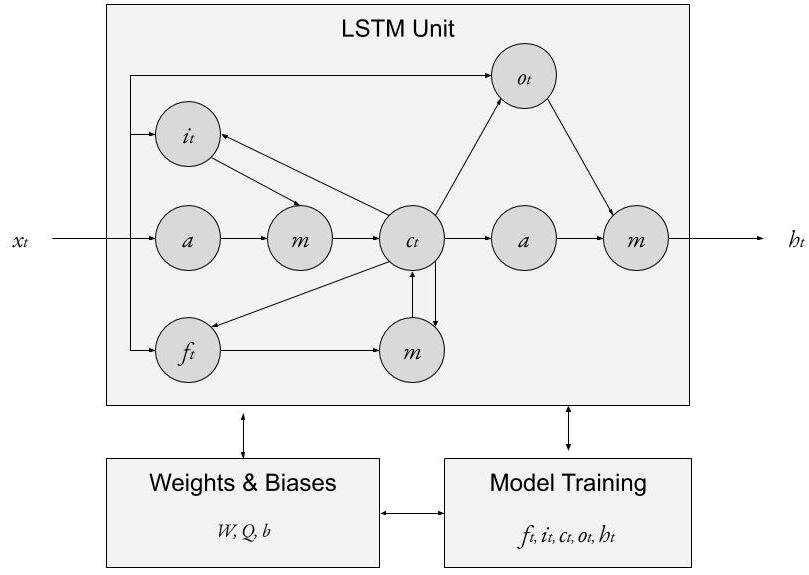 LSTM Unit
oₜ
iₜ
xₜ a m cₜ a m hₜ
fₜ m
Weights & Biases
W, Q, b
Model Training
fₜ, iₜ, cₜ, oₜ, hₜ